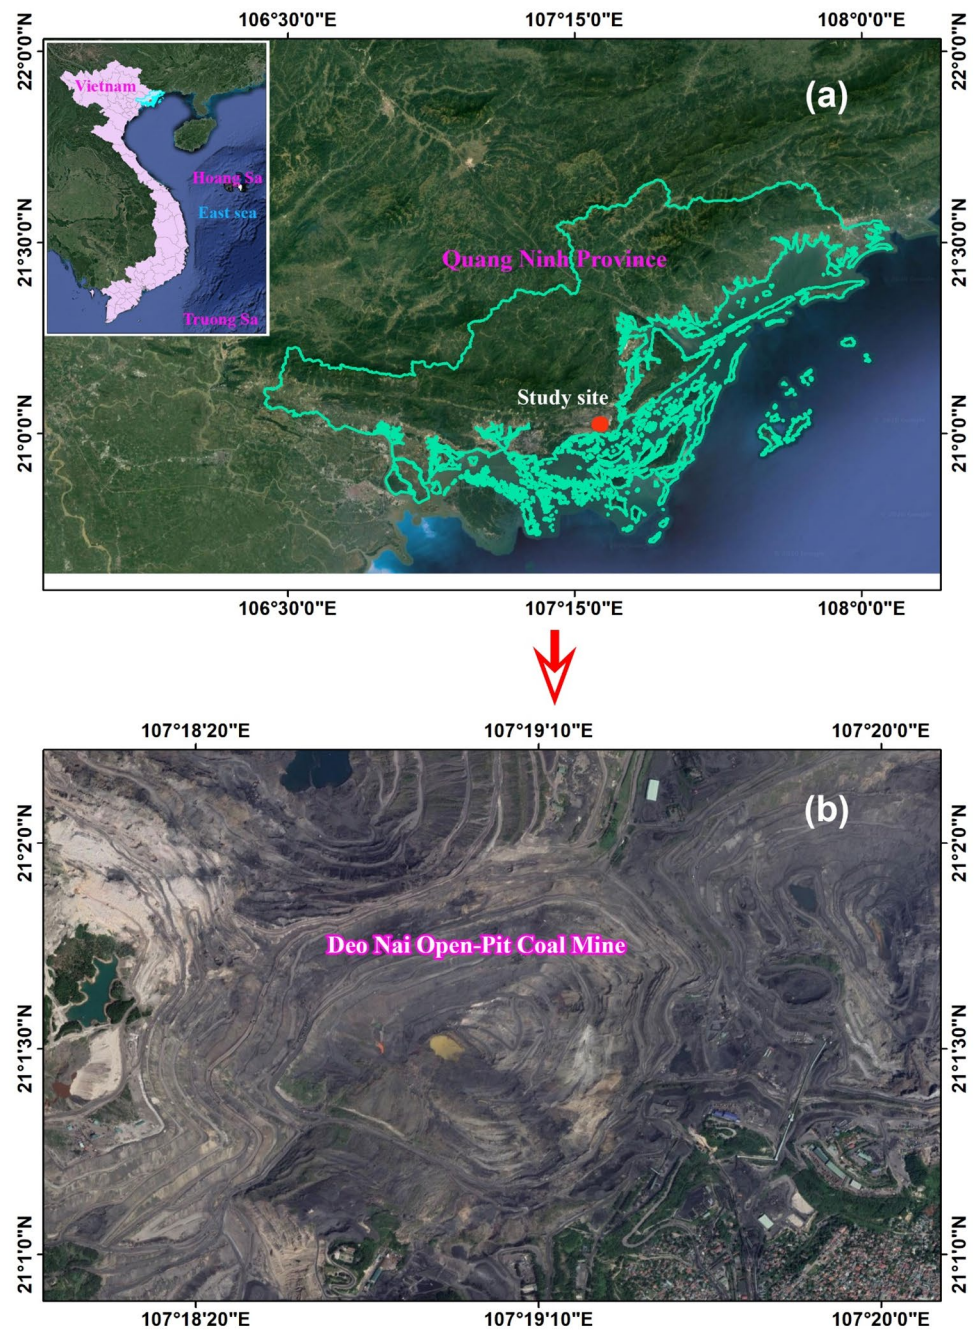 106°30'0"E
107°15'0"E
108°0'0"E
22°0'0"N
22°0'0"N
(a)
Vietnam
Hoang Sa
East sea
Truong Sa
21°30'0"N
21°30'0"N
Quang Ninh Province
Study site
21°0'0"N
21°0'0"N
106°30'0"E
107°15'0"E
108°0'0"E
107°18'20"E
107°19'10"E
107°20'0"E
(b)
21°2'0"N
21°2'0"N
Deo Nai Open-Pit Coal Mine
21°1'30"N
21°1'30"N
21°1'0"N
21°1'0"N
107°18'20"E
107°19'10"E
107°20'0"E